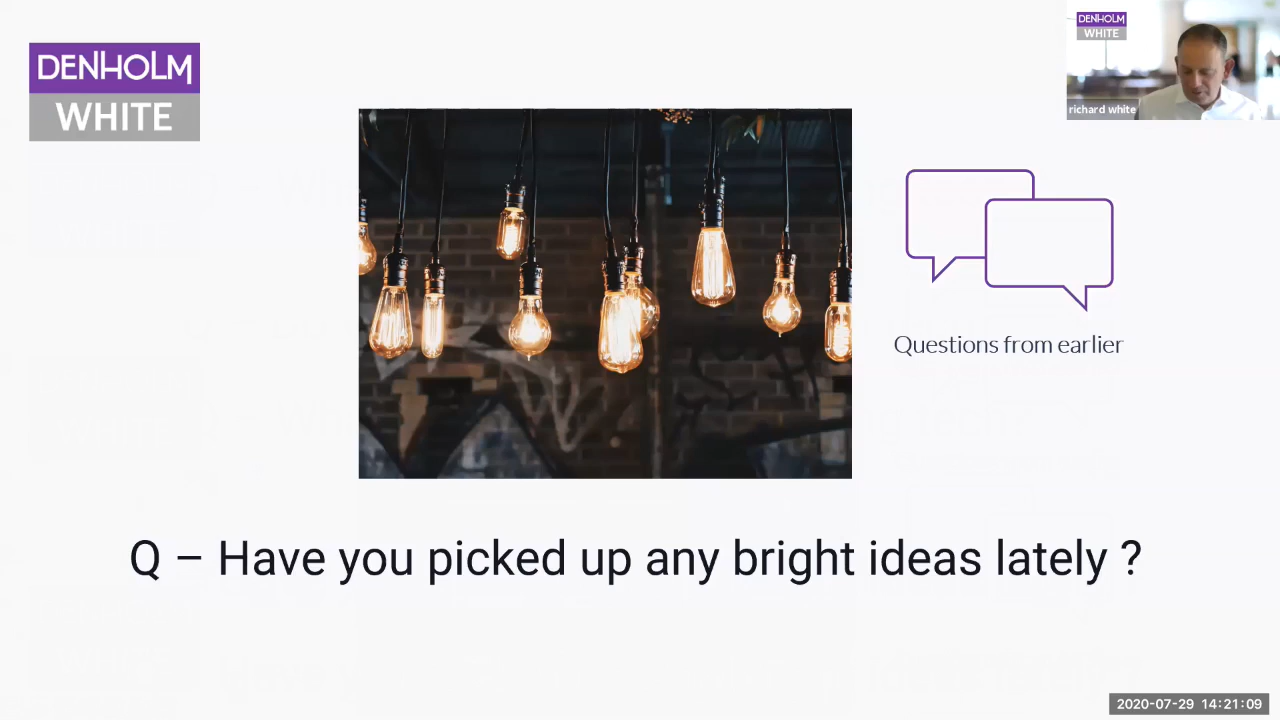 DENHOLM
WHITE
DENHOLM
WHITE
richard white
Questions from earlier
Q – Have you picked up any bright ideas lately ?
2020-07-29 14:21:09